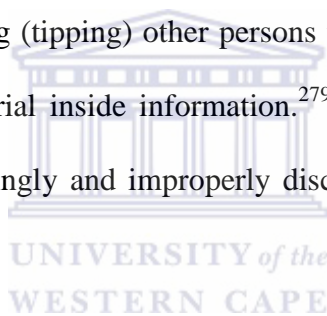 g (tipping) other persons
rial inside information.279
ngly and improperly disc
UNIVERSITY of the
WESTERN CAPE